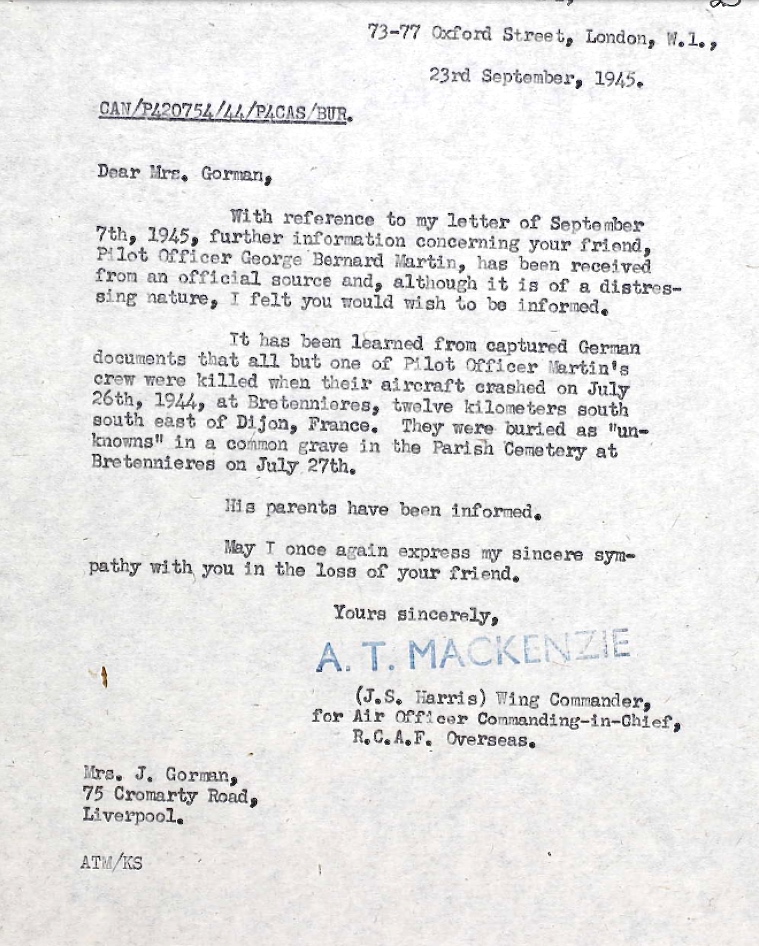 73-77 Oxford Street, London, W.1.,
23rd September, 1945.
CAN/P420754/44/P4CAS/BUR.
Dear Mrs. Gorman,
With reference to my letter of September
7th, 1945, further information concerning your friend,
Pilot Officer George Bernard Martin, has been received
from an official source and, although it is of a distres-
sing nature, I felt you would wish to be informed.
It has been learned from captured German
documents that all but one of Pilot Officer Martin's
crew were killed when their aircraft crashed on July
26th, 1944, at Bretennieres, twelve kilometers south
south east of Dijon, France. They were buried as "un-
knowns" in a common grave in the Parish Cemetery at
Bretennieres on July 27th.
His parents have been informed.
May I once again express my sincere sym-
pathy with you in the loss of your friend.
Yours sincerely,
A. T. MACKENZIE
(J.S. Harris) Wing Commander,
for Air Officer Commanding-in-Chief,
R.C.A.F. Overseas.
Mrs. J. Gorman,
75 Cromarty Road,
Liverpool.
ATM/KS